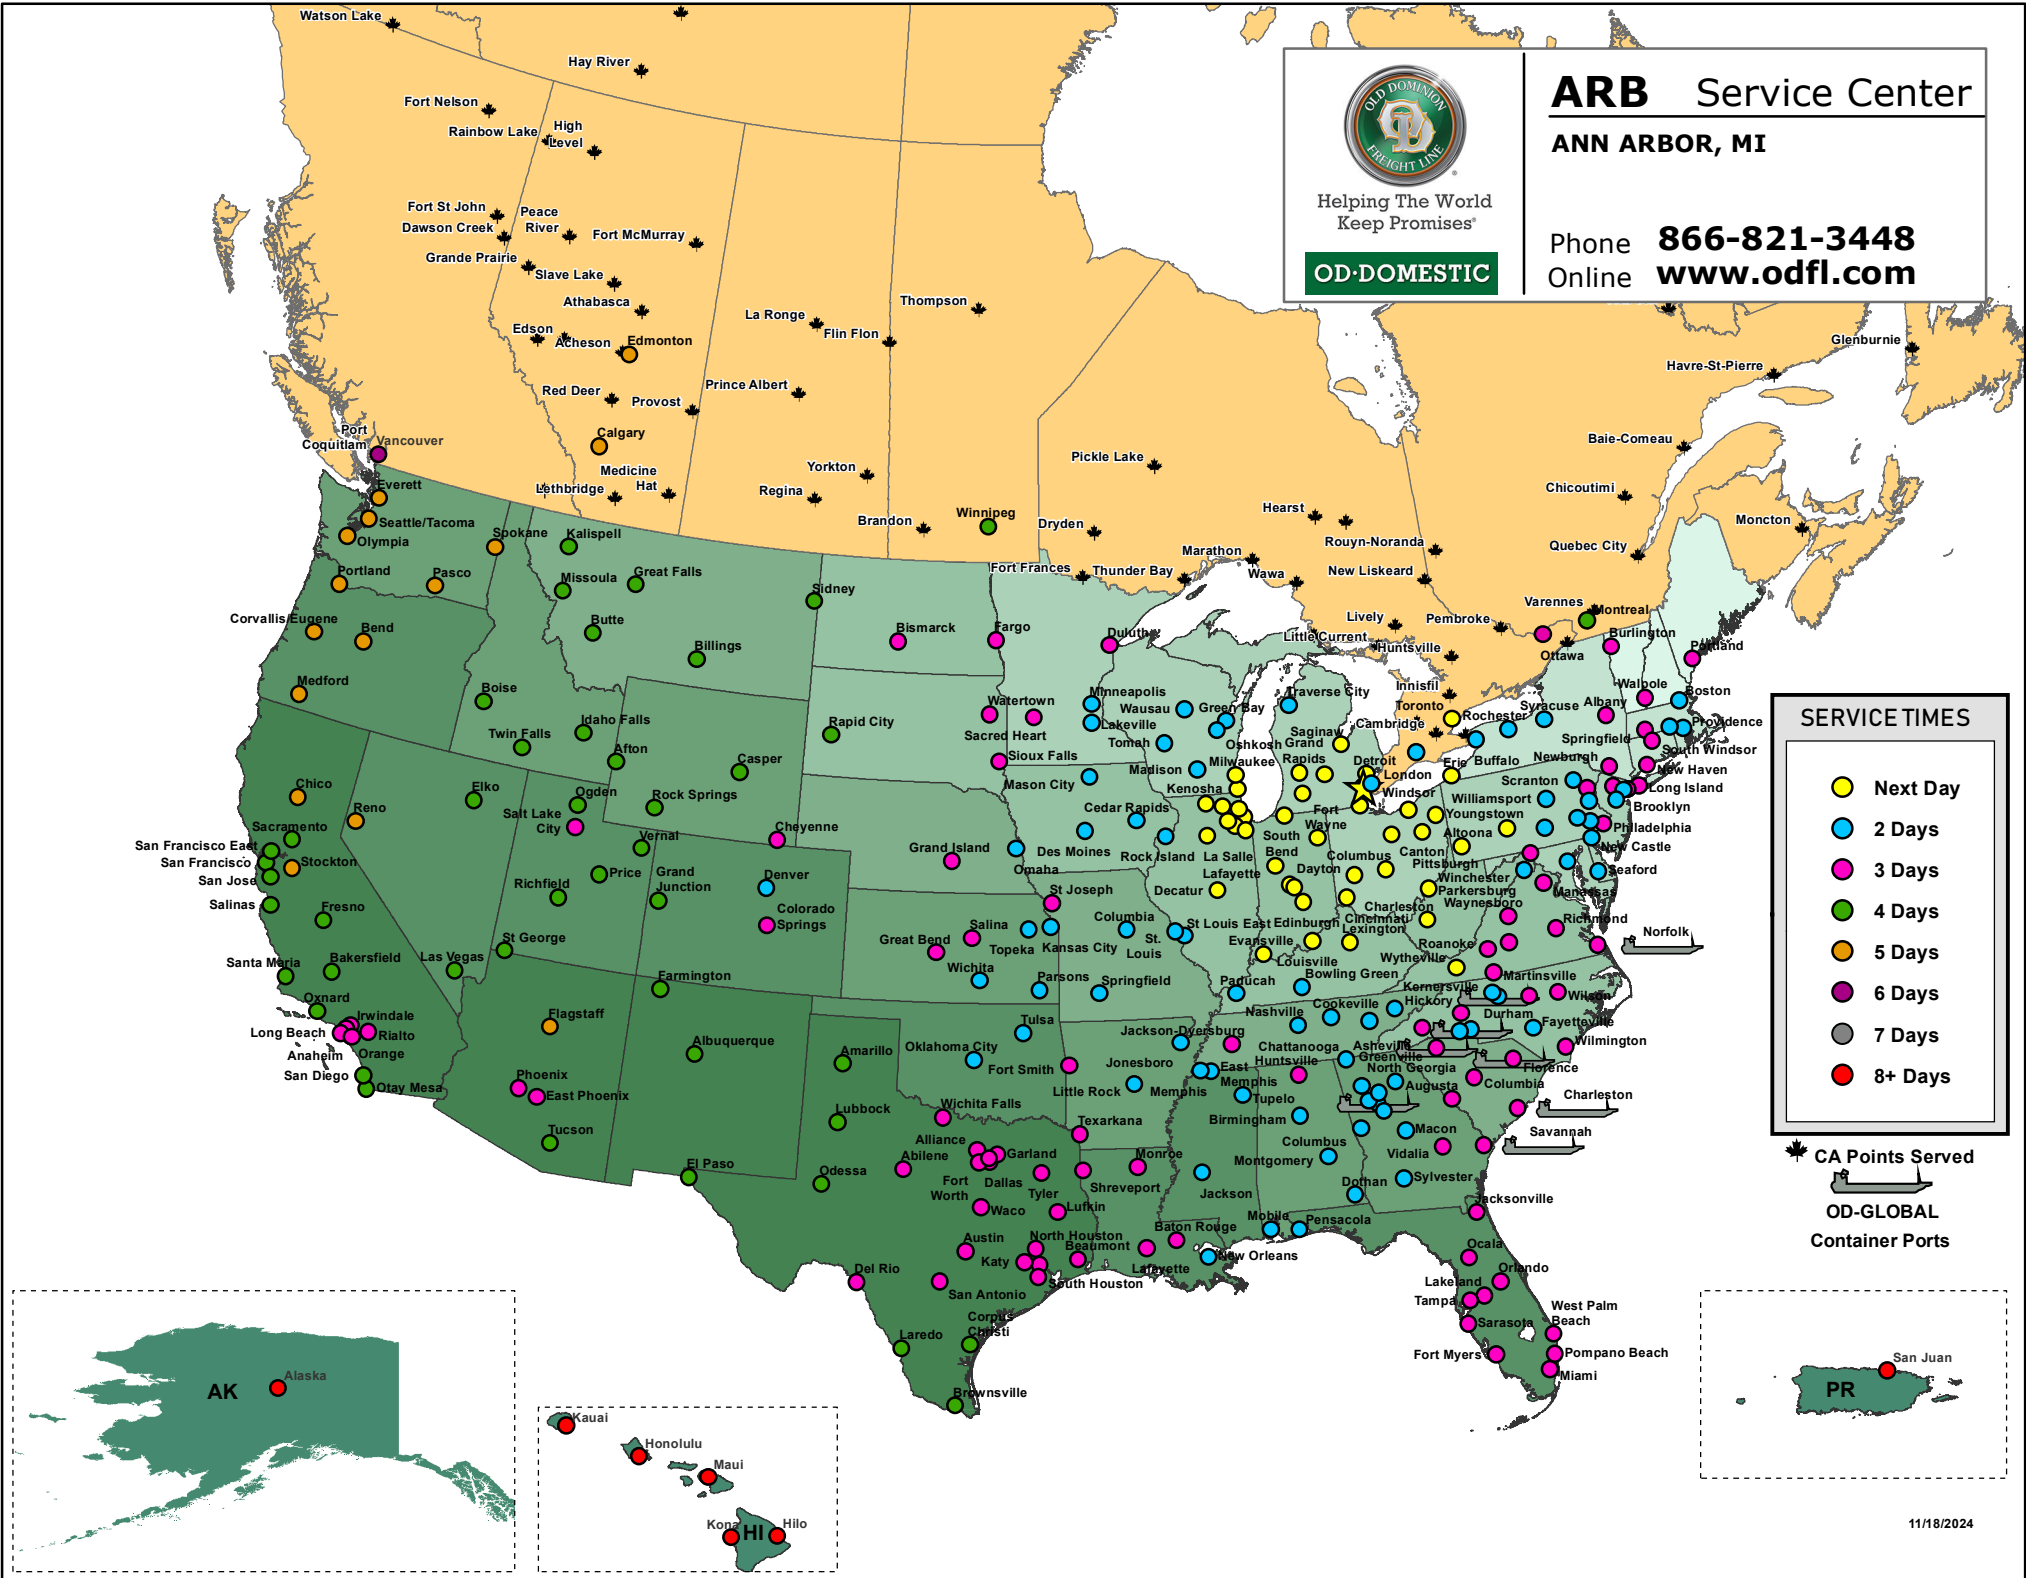 ARB Service Center
ANN ARBOR, MI
Phone 866-821-3448
Online www.odfl.com
OLD DOMINION
FREIGHT LINE
Helping The World
Keep Promises®
OD·DOMESTIC
Watson Lake
Hay River
Fort Nelson
Rainbow Lake
High
Level
Fort St John
Dawson Creek
Peace
River
Fort McMurray
Grande Prairie
Slave Lake
Athabasca
Edson
Acheson
Edmonton
La Ronge
Flin Flon
Thompson
Red Deer
Provost
Prince Albert
Calgary
Port
Coquitlam
Vancouver
Medicine
Hat
Lethbridge
Yorkton
Regina
Brandon
Winnipeg
Dryden
Pickle Lake
Fort Frances
Thunder Bay
Marathon
Wawa
Hearst
Rouyn-Noranda
New Liskeard
Lively
Little Current
Pembroke
Huntsville
Innisfil
Toronto
Cambridge
Varennes
Montreal
Ottawa
Glenburnie
Havre-St-Pierre
Baie-Comeau
Chicoutimi
Quebec City
Moncton
Everett
Seattle/Tacoma
Olympia
Spokane
Portland
Pasco
Corvallis/Eugene
Bend
Medford
Kalispell
Missoula
Great Falls
Butte
Billings
Sidney
Boise
Idaho Falls
Twin Falls
Afton
Casper
Rock Springs
Cheyenne
Rapid City
Bismarck
Fargo
Duluth
Watertown
Sacred Heart
Sioux Falls
Minneapolis
Lakeville
Wausau
Green Bay
Tomah
Oshkosh
Madison
Milwaukee
Kenosha
Mason City
Traverse City
Saginaw
Grand
Rapids
Detroit
London
Windsor
Erie
Buffalo
Rochester
Syracuse
Albany
Burlington
Portland
Walpole
Boston
Providence
Springfield
South Windsor
Newburgh
New Haven
Long Island
Brooklyn
Scranton
Williamsport
Philadelphia
New Castle
Seaford
Youngstown
Altoona
Pittsburgh
Canton
Winchester
Manassas
Parkersburg
Waynesboro
Richmond
Norfolk
Roanoke
Wytheville
Martinsville
Charleston
Columbus
Dayton
Cincinnati
Lexington
Fort
Wayne
South
Bend
Lafayette
La Salle
Decatur
Edinburgh
Evansville
Louisville
Bowling Green
Cedar Rapids
Des Moines
Rock Island
Grand Island
Omaha
St Joseph
Columbia
St Louis East
St.
Louis
Kansas City
Topeka
Salina
Great Bend
Wichita
Parsons
Springfield
Paducah
Chico
Reno
Elko
Sacramento
San Francisco East
San Francisco
Stockton
San Jose
Salinas
Fresno
Santa Maria
Bakersfield
Oxnard
Irwindale
Long Beach
Rialto
Anaheim
Orange
San Diego
Otay Mesa
Las Vegas
St George
Richfield
Price
Salt Lake
City
Ogden
Vernal
Grand
Junction
Denver
Colorado
Springs
Farmington
Flagstaff
Albuquerque
Phoenix
East Phoenix
Tucson
El Paso
Amarillo
Lubbock
Odessa
Oklahoma City
Tulsa
Fort Smith
Wichita Falls
Alliance
Abilene
Garland
Fort
Worth
Dallas
Tyler
Waco
Lufkin
Austin
North Houston
Katy
Beaumont
South Houston
Del Rio
San Antonio
Corpus
Christi
Laredo
Brownsville
Texarkana
Shreveport
Monroe
Little Rock
Jonesboro
Jackson-Dyersburg
Memphis
East
Memphis
Tupelo
Nashville
Cookeville
Chattanooga
Huntsville
Birmingham
Columbus
Montgomery
Dothan
Jackson
Baton Rouge
Lafayette
New Orleans
Mobile
Pensacola
Kernersville
Hickory
Durham
Wilson
Fayetteville
Wilmington
Asheville
Greenville
Florence
North Georgia
Augusta
Columbia
Charleston
Savannah
Macon
Vidalia
Sylvester
Jacksonville
Ocala
Orlando
Lakeland
Tampa
Sarasota
West Palm
Beach
Fort Myers
Pompano Beach
Miami
SERVICE TIMES
Next Day
2 Days
3 Days
4 Days
5 Days
6 Days
7 Days
8+ Days
CA Points Served
OD-GLOBAL
Container Ports
AK
Alaska
Kauai
Honolulu
Maui
Kona
HI
Hilo
San Juan
PR
11/18/2024